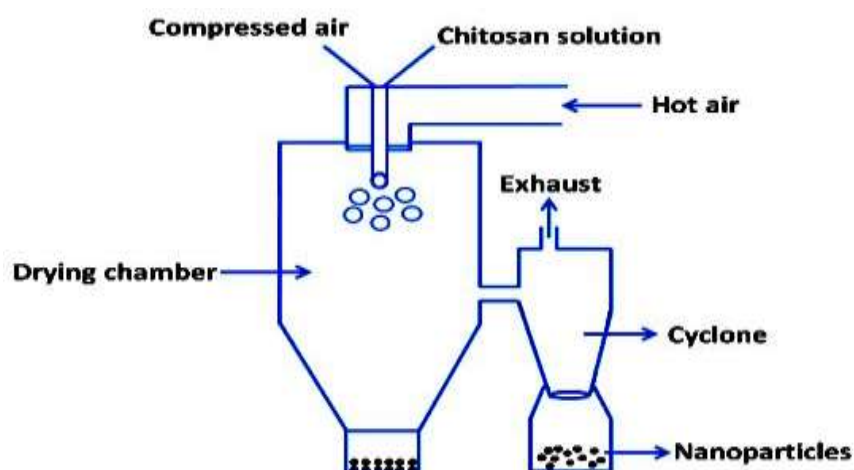 Compressed air
Chitosan solution
Hot air
Exhaust
Drying chamber
Cyclone
Nanoparticles